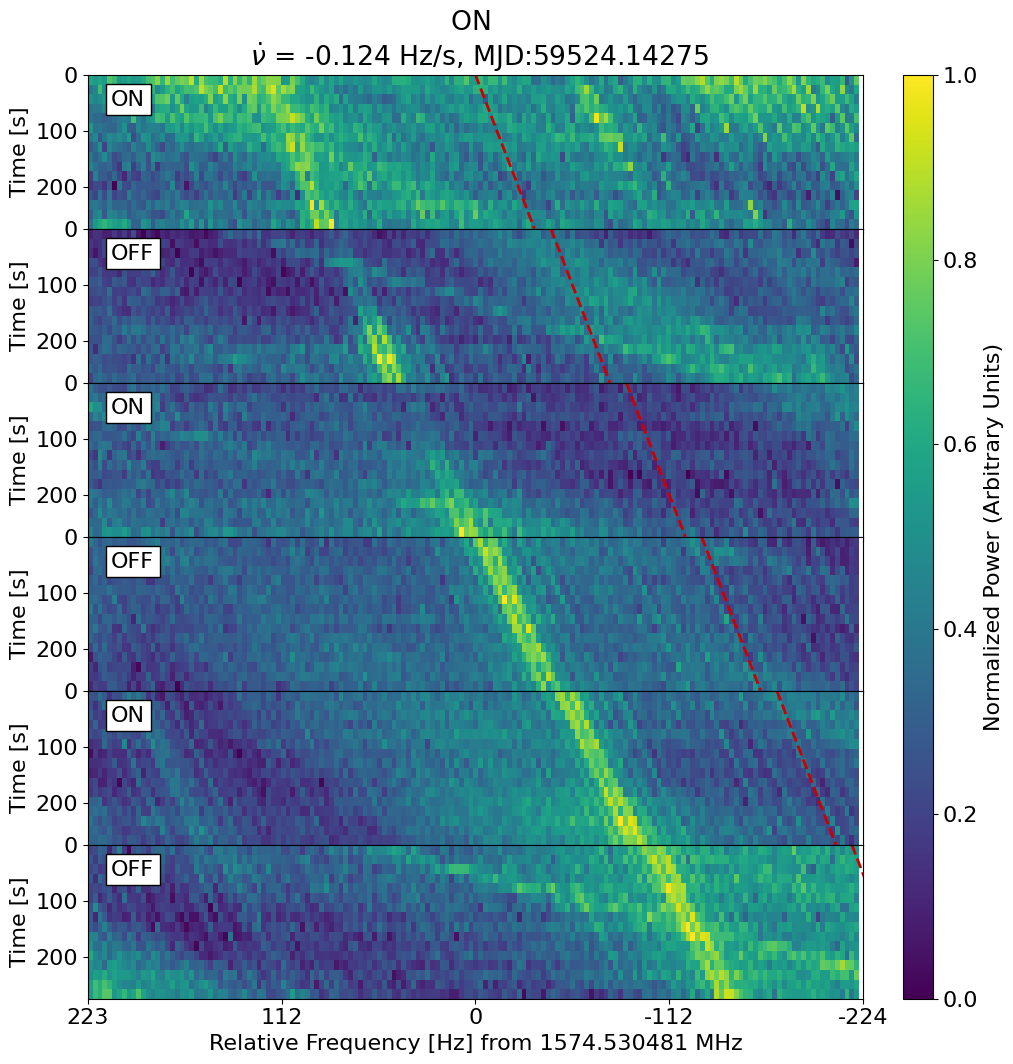 ON
ν̇ = -0.124 Hz/s, MJD:59524.14275
0
ON
100
Time [s]
200
0
OFF
100
Time [s]
200
0
ON
100
Time [s]
200
0
OFF
100
Time [s]
200
0
ON
100
Time [s]
200
0
OFF
100
Time [s]
200
223 112 0 -112 -224
Relative Frequency [Hz] from 1574.530481 MHz
1.0
0.8
0.6
0.4
0.2
0.0
Normalized Power (Arbitrary Units)